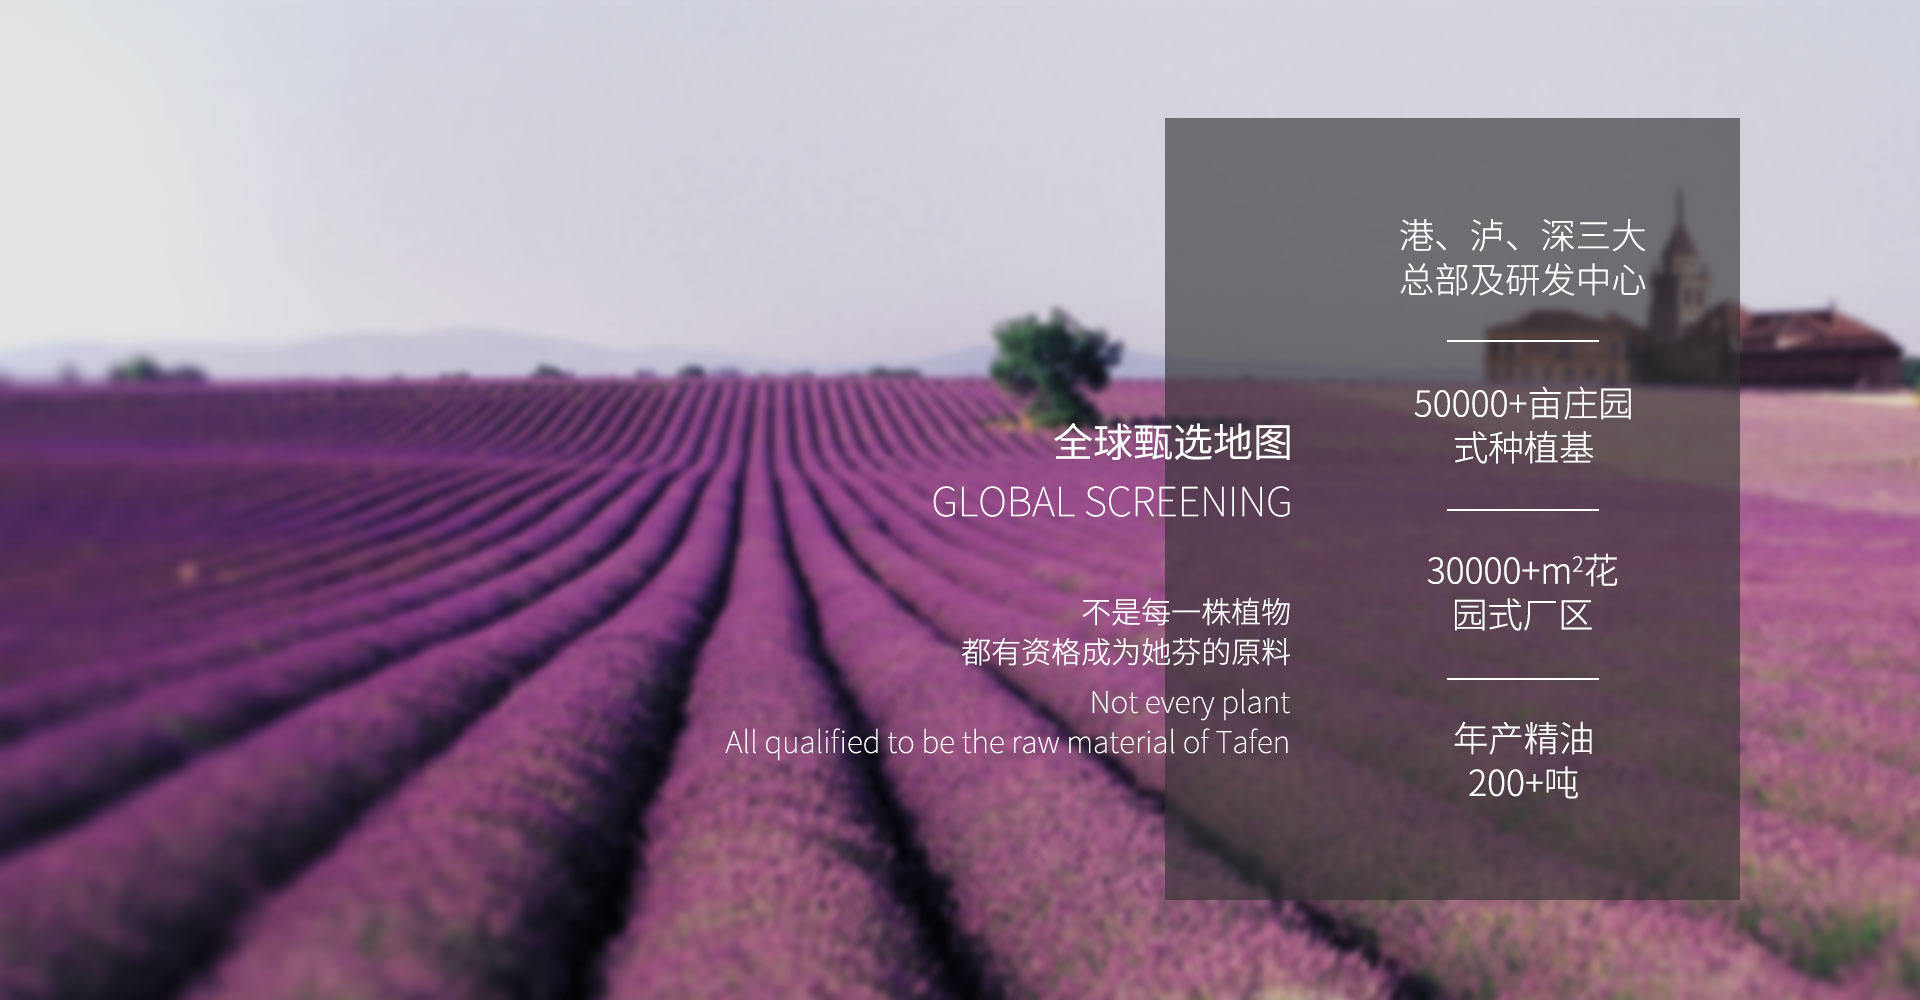 全球甄选地图
GLOBAL SCREENING
不是每一株植物
都有资格成为她芬的原料
Not every plant
All qualified to be the raw material of Tafen
港、泸、深三大
总部及研发中心
50000+亩庄园
式种植基
30000+m²花
园式厂区
年产精油
200+吨